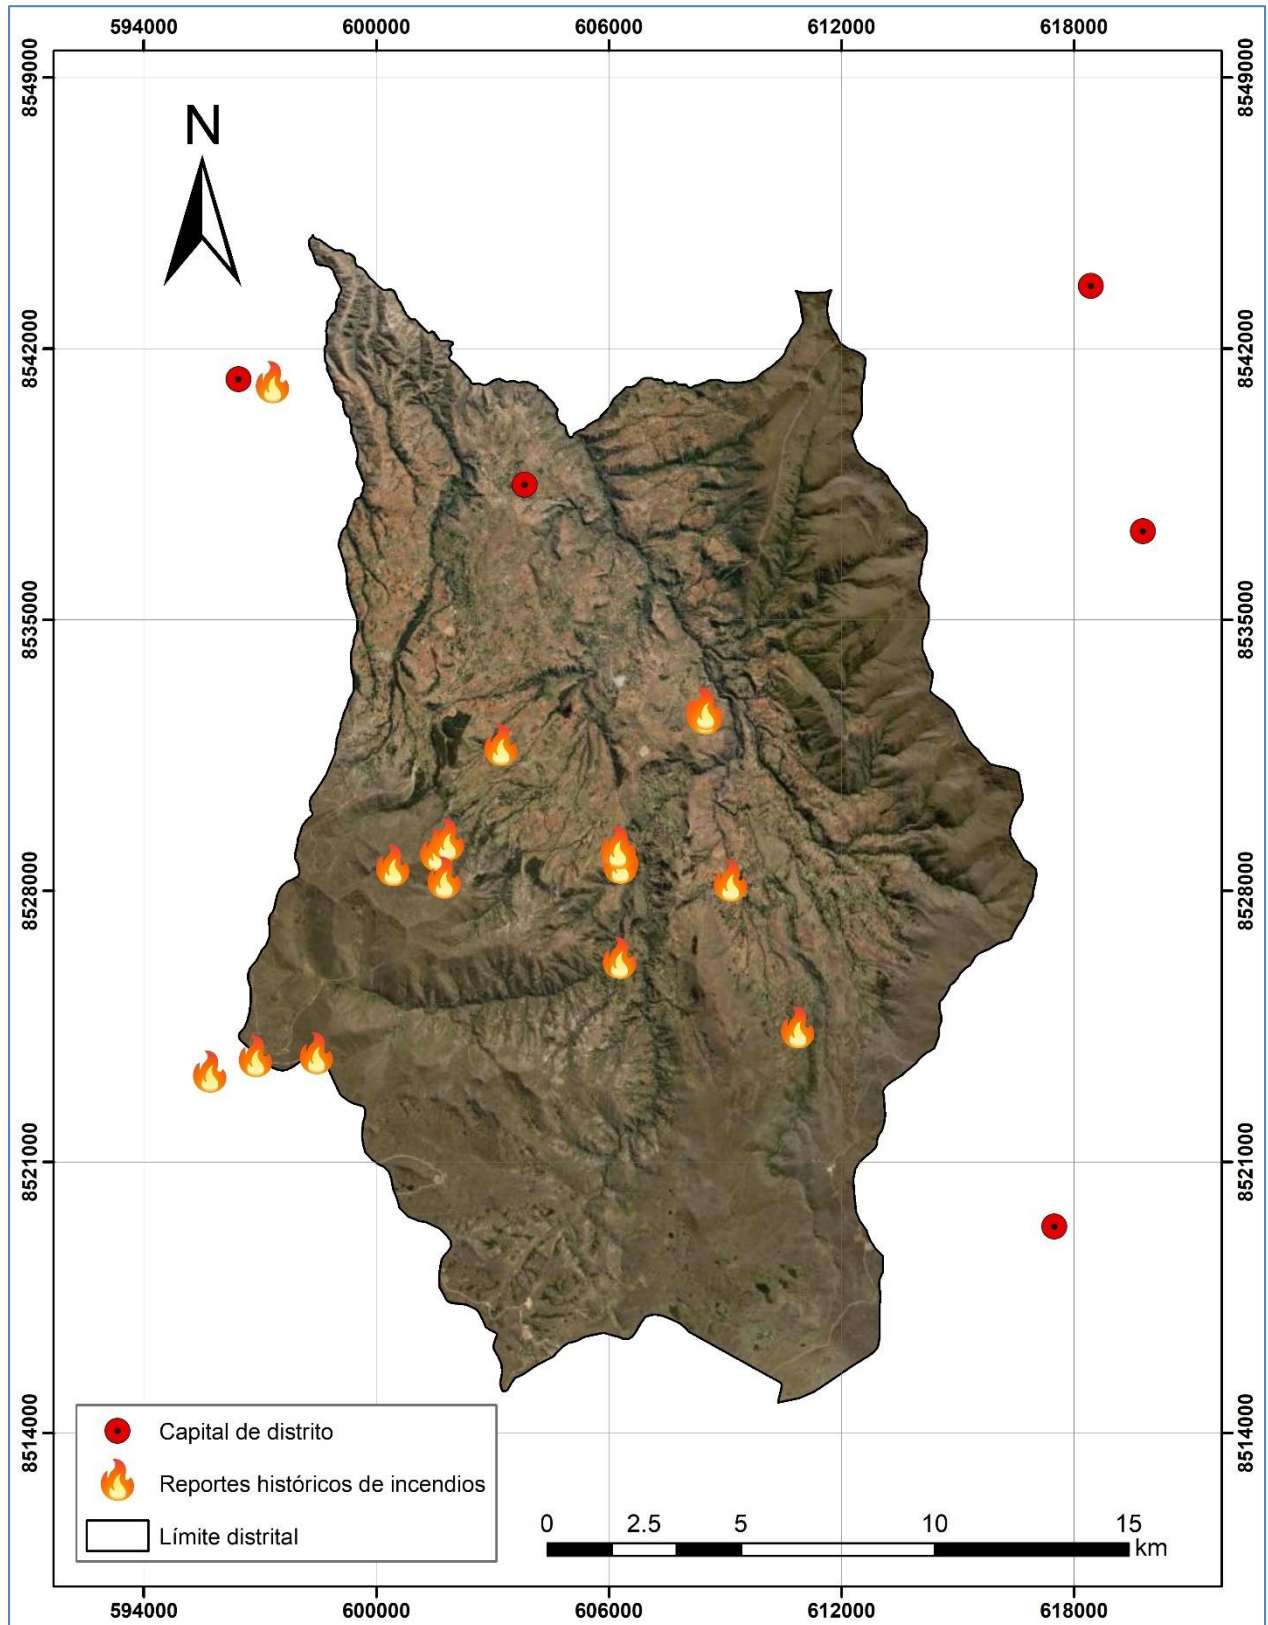 594000 600000 606000 612000 618000
8549000 8549000
N
8542000 8542000
8535000 8535000
8528000 8528000
8521000 8521000
8514000 8514000
Capital de distrito
Reportes históricos de incendios
Límite distrital
0 2.5 5 10 15
km
594000 600000 606000 612000 618000